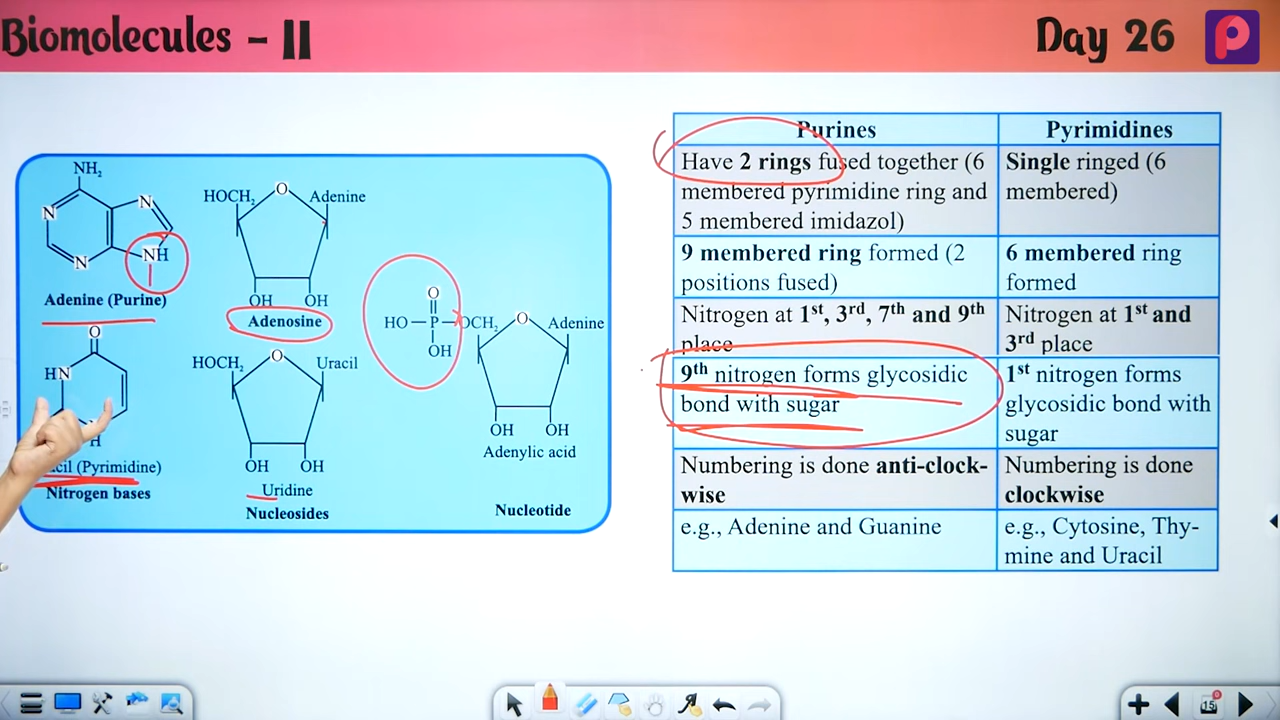 Biomolecules - II
Day 26
NH₂
N
N
N
N
NH
Adenine (Purine)
O
HN
H
cil (Pyrimidine)
Nitrogen bases
HOCH₂
O
Adenine
OH
OH
Adenosine
HOCH₂
O
Uracil
OH
OH
Uridine
Nucleosides
O
HO
P
OCH₂
O
Adenine
OH
OH
OH
Adenylic acid
Nucleotide
Purines
Have 2 rings fused together (6
membered pyrimidine ring and
5 membered imidazol)
9 membered ring formed (2
positions fused)
Nitrogen at 1st, 3rd, 7th and 9th
place
9th nitrogen forms glycosidic
bond with sugar
Numbering is done anti-clock-
wise
e.g., Adenine and Guanine
Pyrimidines
Single ringed (6
membered)
6 membered ring
formed
Nitrogen at 1st and
3rd place
1st nitrogen forms
glycosidic bond with
sugar
Numbering is done
clockwise
e.g., Cytosine, Thy-
mine and Uracil
15